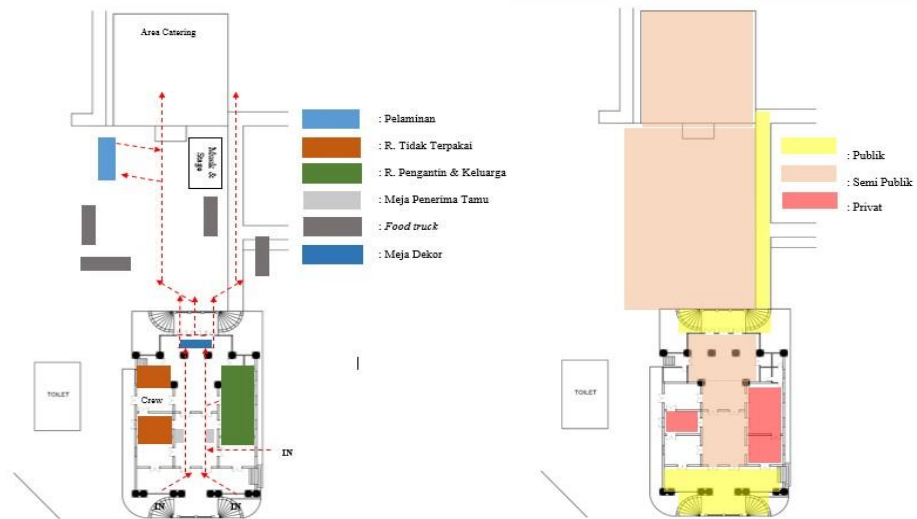 Area Catering
Musik &
Stage
: Pelaminan
: R. Tidak Terpakai
: R. Pengantin & Keluarga
: Meja Penerima Tamu
: Food truck
: Meja Dekor
TOILET
Crew
IN
IN
IN
: Publik
: Semi Publik
: Privat
TOILET